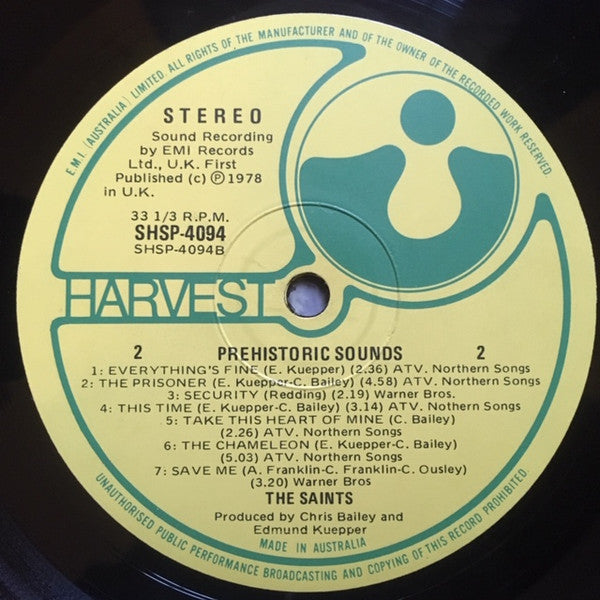 E.M.I. (AUSTRALIA) LIMITED. ALL RIGHTS OF THE MANUFACTURER AND OF THE OWNER OF THE RECORDED WORK RESERVED.
STEREO
Sound Recording
by EMI Records
Ltd., U.K. First
Published (c) ℗ 1978
in U.K.
33 1/3 R.P.M.
SHSP-4094
SHSP-4094B
HARVEST
2 PREHISTORIC SOUNDS 2
1: EVERYTHING'S FINE (E. Kuepper) (2.36) ATV. Northern Songs
2: THE PRISONER (E. Kuepper-C. Bailey) (4.58) ATV. Northern Songs
3: SECURITY (Redding) (2.19) Warner Bros.
4: THIS TIME (E. Kuepper-C. Bailey) (3.14) ATV. Nothern Songs
5: TAKE THIS HEART OF MINE (C. Bailey)
(2.26) ATV. Northern Songs
6: THE CHAMELEON (E. Kuepper-C. Bailey)
(5.03) ATV. Northern Songs
7: SAVE ME (A. Franklin-C. Franklin-C. Ousley)
(3.20) Warner Bros
THE SAINTS
Produced by Chris Bailey and
Edmund Kuepper
MADE IN AUSTRALIA
UNAUTHORISED PUBLIC PERFORMANCE BROADCASTING AND COPYING OF THIS RECORD PROHIBITED.